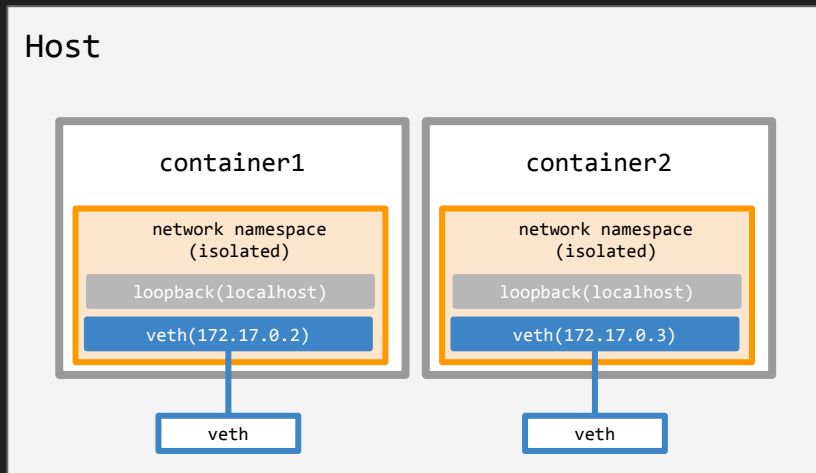 Host
container1
network namespace
(isolated)
loopback(localhost)
veth(172.17.0.2)
veth
container2
network namespace
(isolated)
loopback(localhost)
veth(172.17.0.3)
veth